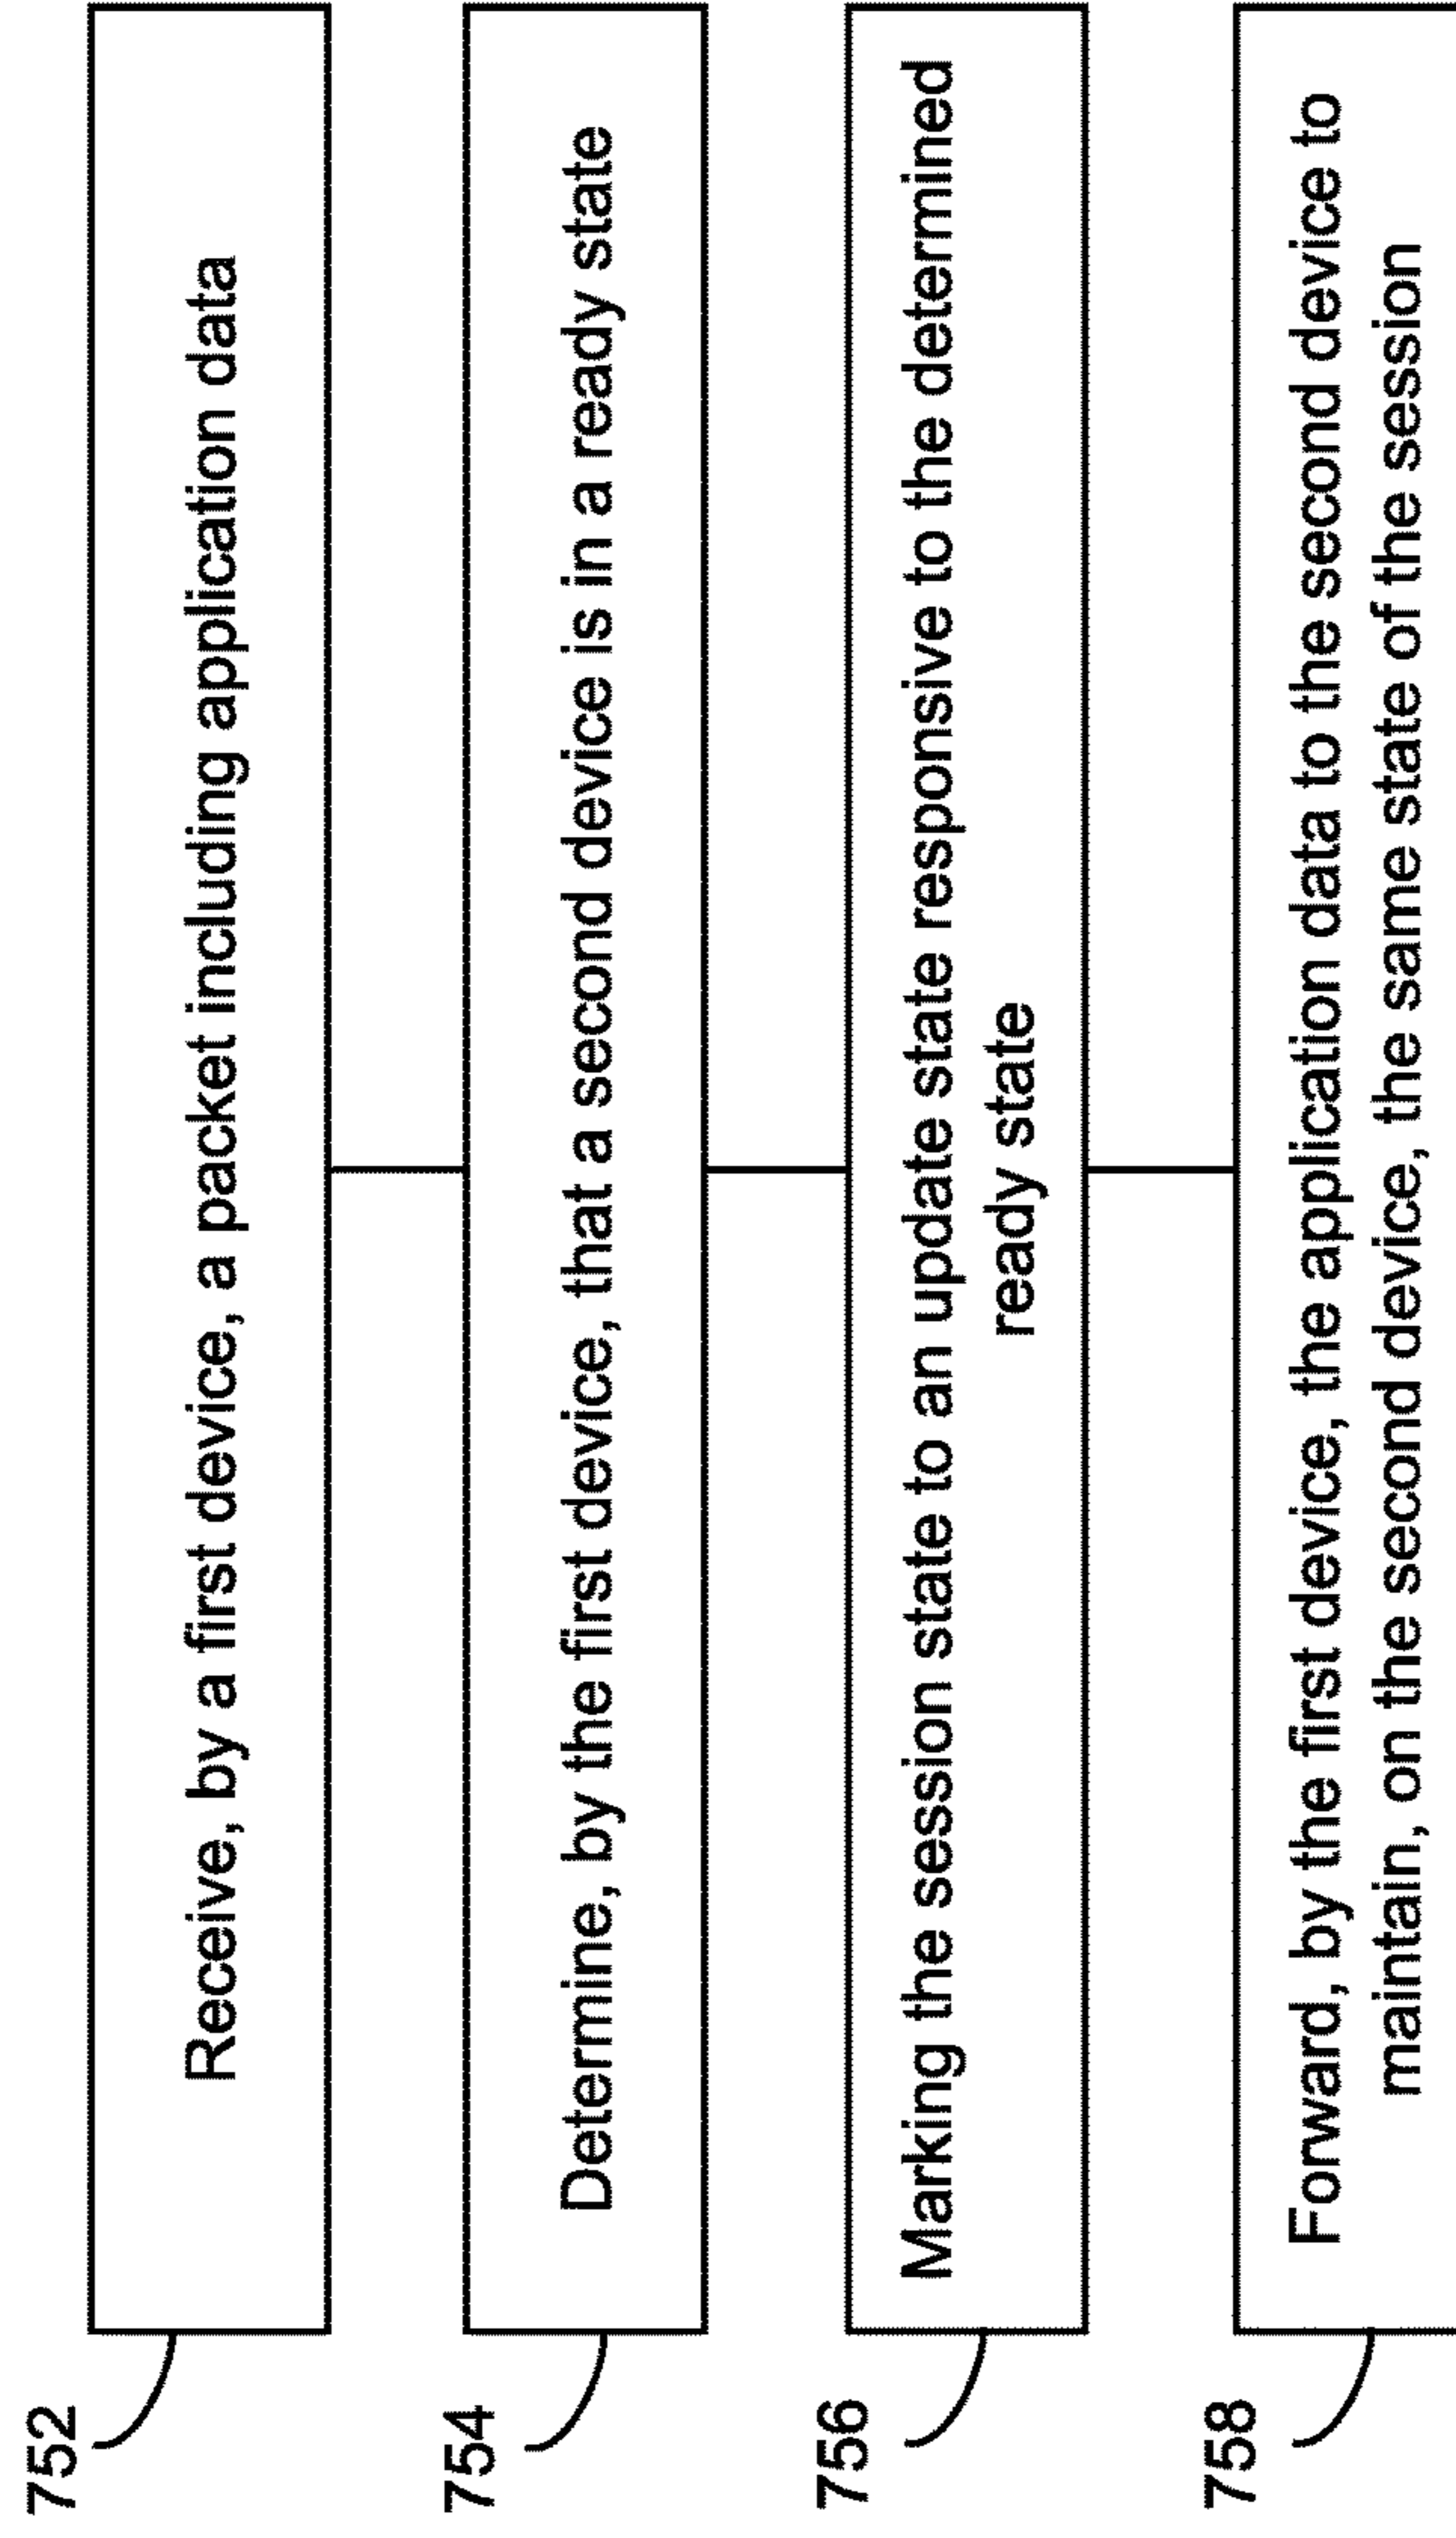 752
Receive, by a first device, a packet including application data
754
Determine, by the first device, that a second device is in a ready state
756
Marking the session state to an update state responsive to the determined
ready state
758
Forward, by the first device, the application data to the second device to
maintain, on the second device, the same state of the session